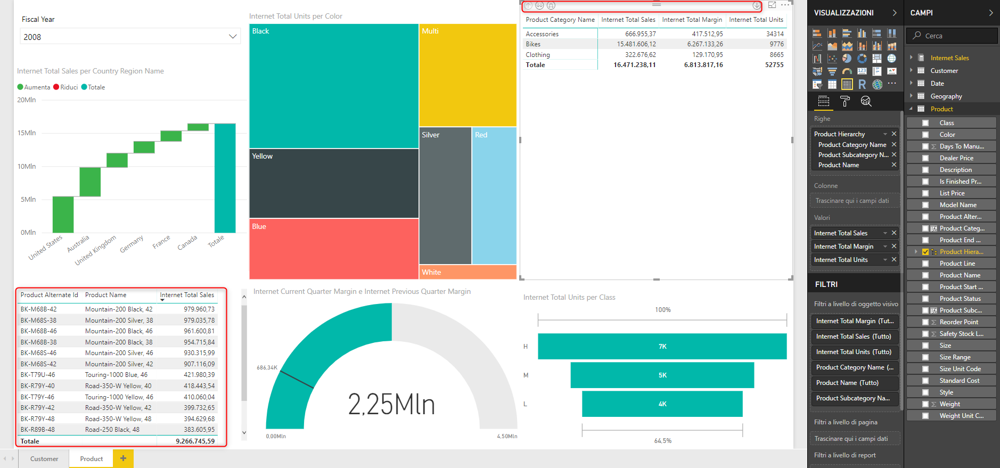 Fiscal Year
2008
Internet Total Sales per Country Region Name
Aumenta Riduci Totale
20Mln
15Mln
10Mln
5Mln
0Mln
United States
Australia
United Kingdom
Germany
France
Canada
Totale
Internet Total Units per Color
Black
Multi
Yellow
Silver
Red
Blue
White
Product Category Name Internet Total Sales Internet Total Margin Internet Total Units
Accessories 666.955,37 417.512,95 34314
Bikes 15.481.606,12 6.267.133,26 9776
Clothing 322.676,62 129.170,95 8665
Totale 16.471.238,11 6.813.817,16 52755
Product Alternate Id Product Name Internet Total Sales
BK-M68B-42 Mountain-200 Black, 42 979.960,73
BK-M68S-38 Mountain-200 Silver, 38 979.035,78
BK-M68B-46 Mountain-200 Black, 46 961.600,81
BK-M68B-38 Mountain-200 Black, 38 954.715,84
BK-M68S-46 Mountain-200 Silver, 46 930.315,99
BK-M68S-42 Mountain-200 Silver, 42 907.116,09
BK-T79U-46 Touring-1000 Blue, 46 421.980,39
BK-R79Y-40 Road-350-W Yellow, 40 418.443,54
BK-T79Y-46 Touring-1000 Yellow, 46 410.060,04
BK-R79Y-42 Road-350-W Yellow, 42 399.732,65
BK-R79Y-48 Road-350-W Yellow, 48 394.629,68
BK-R89B-48 Road-250 Black, 48 383.605,95
Totale 9.266.745,59
Internet Current Quarter Margin e Internet Previous Quarter Margin
686,34K
2,25Mln
0,00Mln
4,50Mln
Internet Total Units per Class
100%
H 7K
M 5K
L 4K
64,5%
Customer Product +
VISUALIZZAZIONI
123
R
Righe
Product Hierarchy
Product Category Name
Product Subcategory N...
Product Name
Colonne
Trascinare qui i campi dati
Valori
Internet Total Sales
Internet Total Margin
Internet Total Units
FILTRI
Filtri a livello di oggetto visivo
Internet Total Margin (Tut...
Internet Total Sales (Tutto)
Internet Total Units (Tutto)
Product Category Name (...
Product Name (Tutto)
Product Subcategory Na...
Filtri a livello di pagina
Trascinare qui i campi dati
Filtri a livello di report
CAMPI
Cerca
Internet Sales
Customer
Date
Geography
Product
Class
Color
Σ Days To Manu...
Dealer Price
Description
Is Finished Pr...
List Price
Model Name
Product Alter...
Product Categ...
Product End ...
Product Hiera...
Product Line
Product Name
Product Start ...
Product Status
Product Subc...
Σ Reorder Point
Σ Safety Stock L...
Size
Size Range
Size Unit Code
Standard Cost
Style
Σ Weight
Weight Unit C...